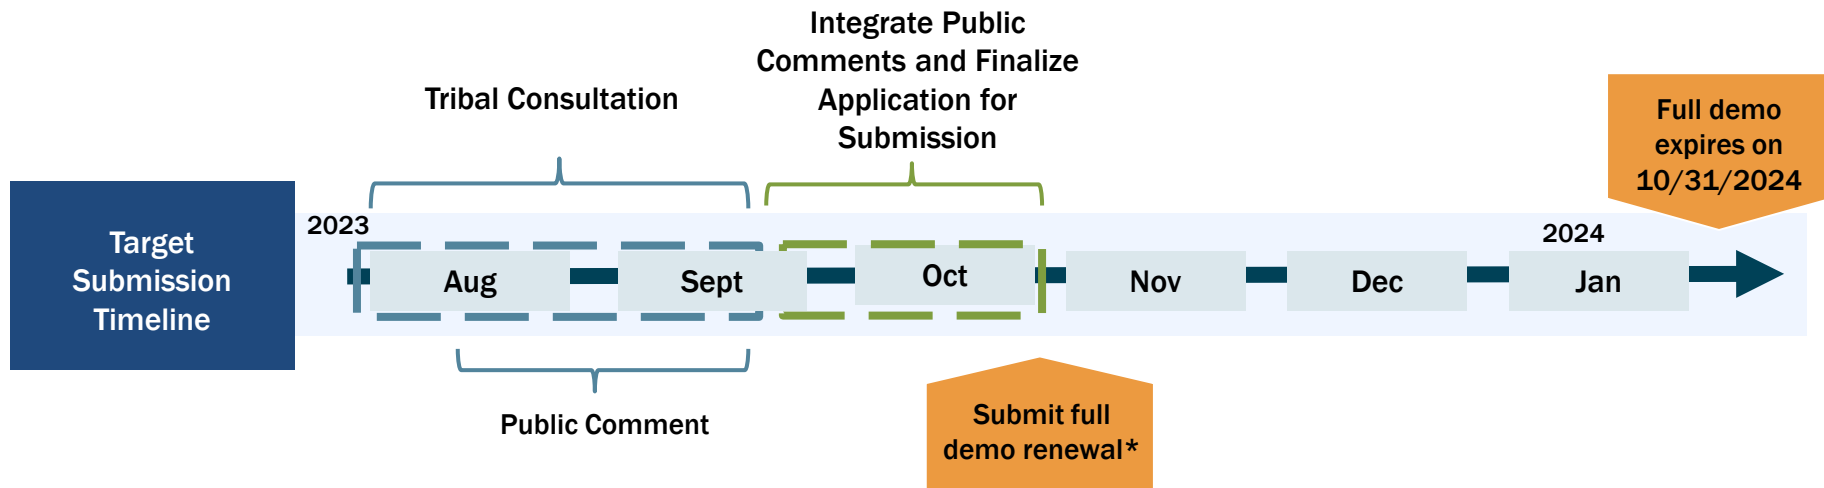 Integrate Public
Comments and Finalize
Application for
Submission
Tribal Consultation
Full demo
expires on
10/31/2024
Target
Submission
Timeline
2023
2024
Aug
Sept
Oct
Nov
Dec
Jan
Public Comment
Submit full
demo renewal*